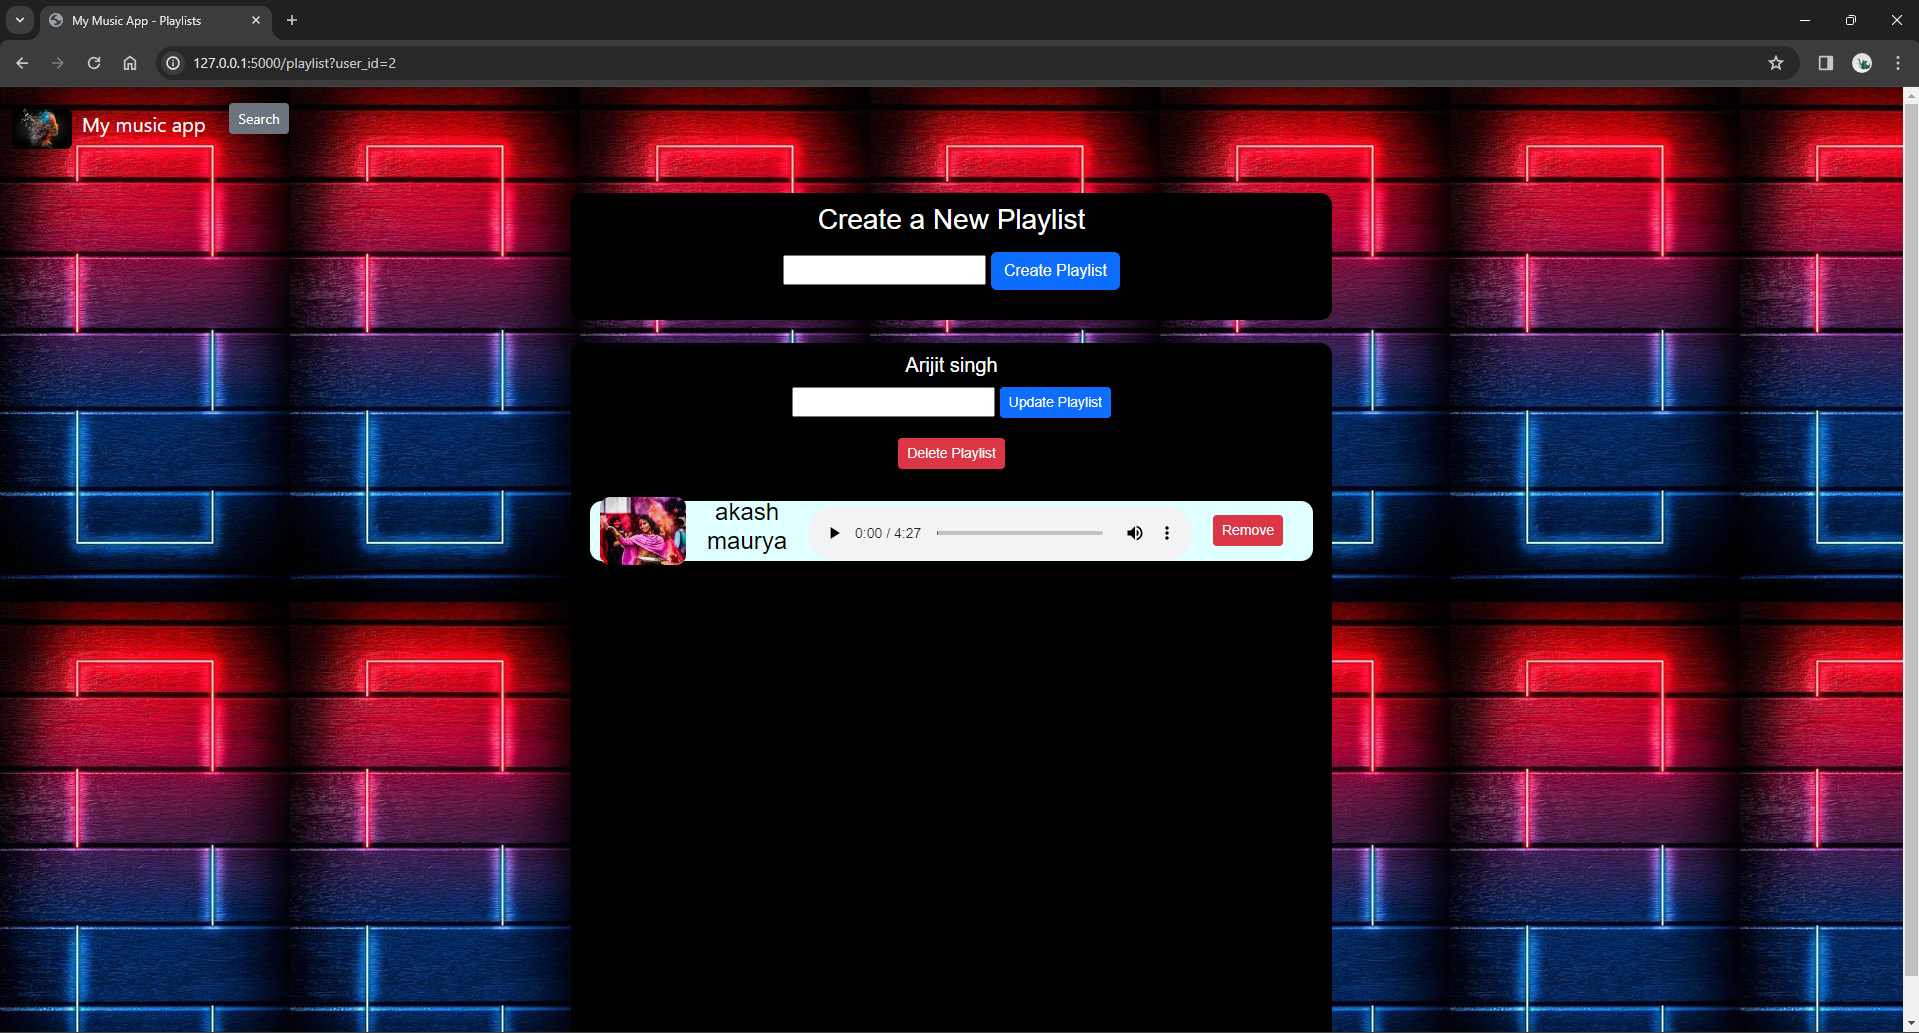 My Music App - Playlists
127.0.0.1:5000/playlist?user_id=2
My music app
Search
Create a New Playlist
Create Playlist
Arijit singh
Update Playlist
Delete Playlist
akash
maurya
0:00 / 4:27
Remove